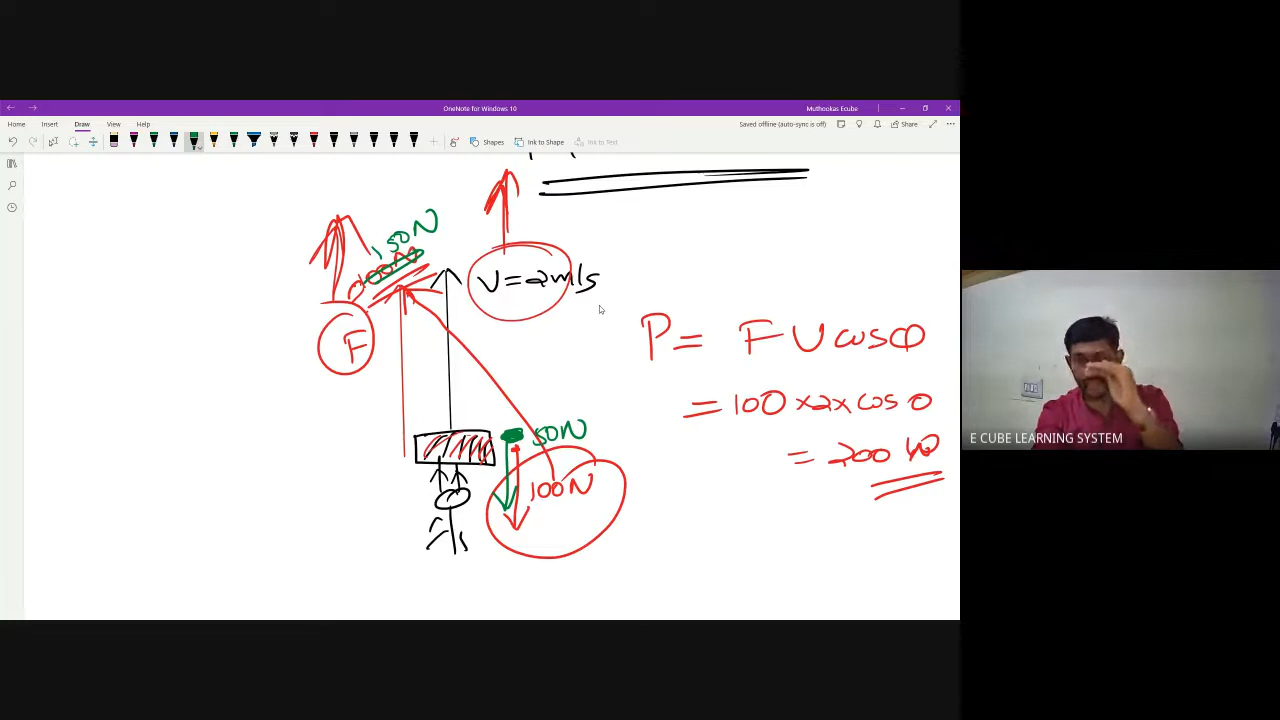 OneNote for Windows 10
Muthookas Ecube
Home Insert Draw View Help
Saved offline (auto-sync is off)
Share
Shapes
Ink to Shape
Ink to Text
150N
100N
F
V=2m/s
P = FVcosθ
= 100 x2x cos 0
= 200 W
50N
100N
E CUBE LEARNING SYSTEM